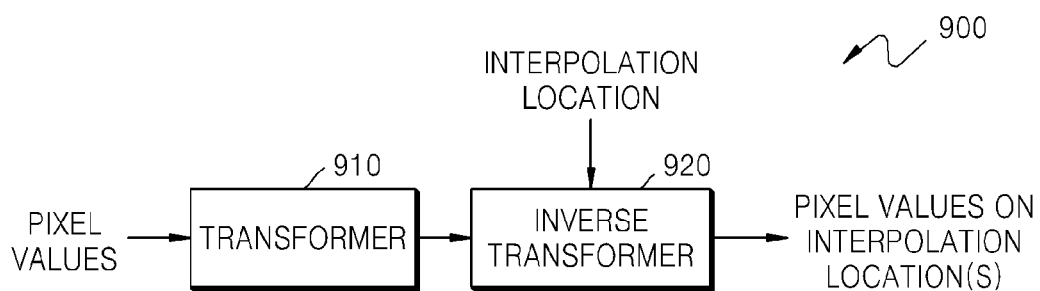 900
INTERPOLATION
LOCATION
910
920
PIXEL
VALUES
TRANSFORMER
INVERSE
TRANSFORMER
PIXEL VALUES ON
INTERPOLATION
LOCATION(S)